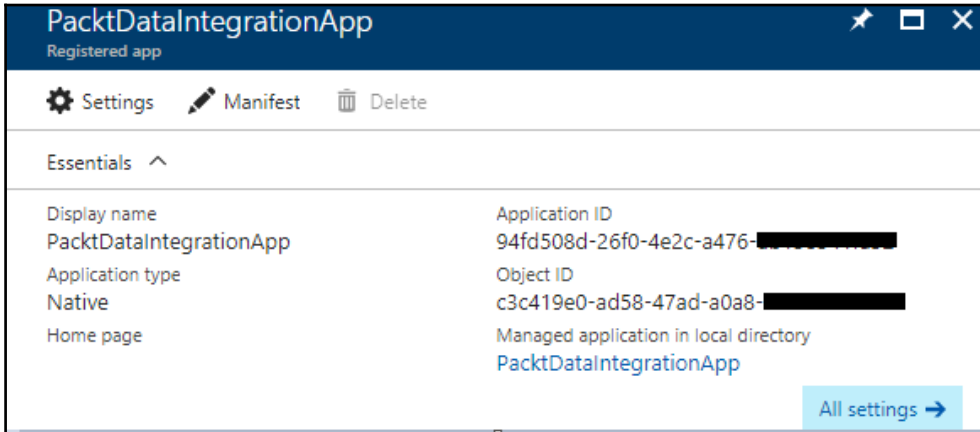 PacktDataIntegrationApp
Registered app
Settings Manifest Delete
Essentials
Display name
PacktDataIntegrationApp
Application type
Native
Home page
Application ID
94fd508d-26f0-4e2c-a476-
Object ID
c3c419e0-ad58-47ad-a0a8-
Managed application in local directory
PacktDataIntegrationApp
All settings →